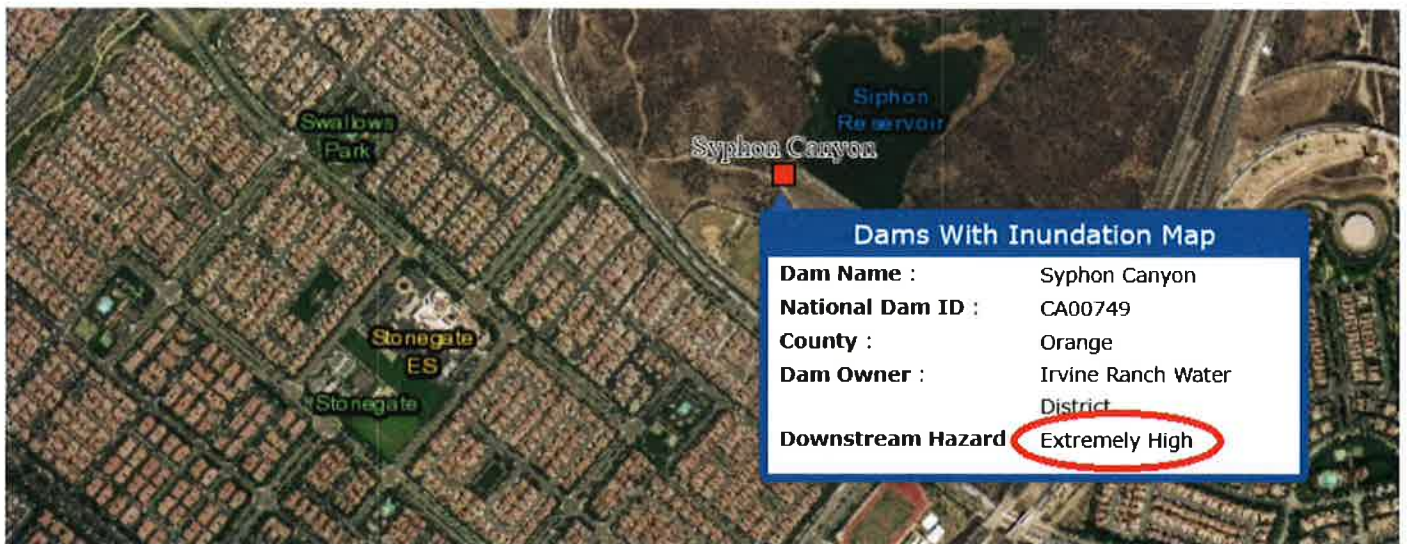 Swallows
Park
Siphon
Reservoir
Syphon Canyon
Stonegate
ES
Stonegate
Dams With Inundation Map
Dam Name : Syphon Canyon
National Dam ID : CA00749
County : Orange
Dam Owner : Irvine Ranch Water
District
Downstream Hazard Extremely High